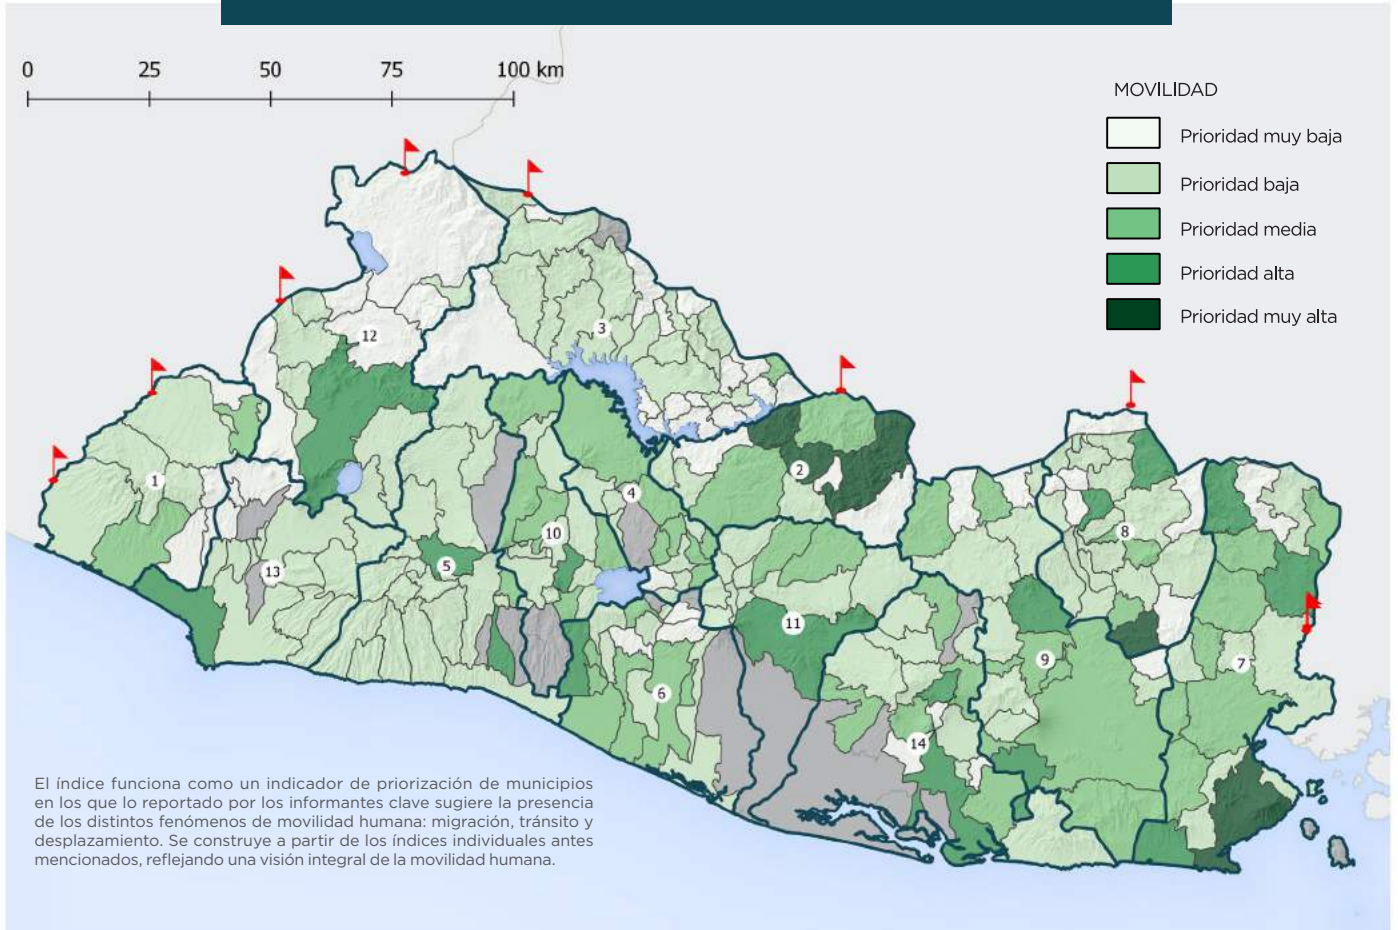 0 25 50 75 100 km
MOVILIDAD
Prioridad muy baja
Prioridad baja
Prioridad media
Prioridad alta
Prioridad muy alta
12
3
1
2
4
10
8
5
13
11
9
7
6
14
El índice funciona como un indicador de priorización de municipios
en los que lo reportado por los informantes clave sugiere la presencia
de los distintos fenómenos de movilidad humana: migración, tránsito y
desplazamiento. Se construye a partir de los índices individuales antes
mencionados, reflejando una visión integral de la movilidad humana.